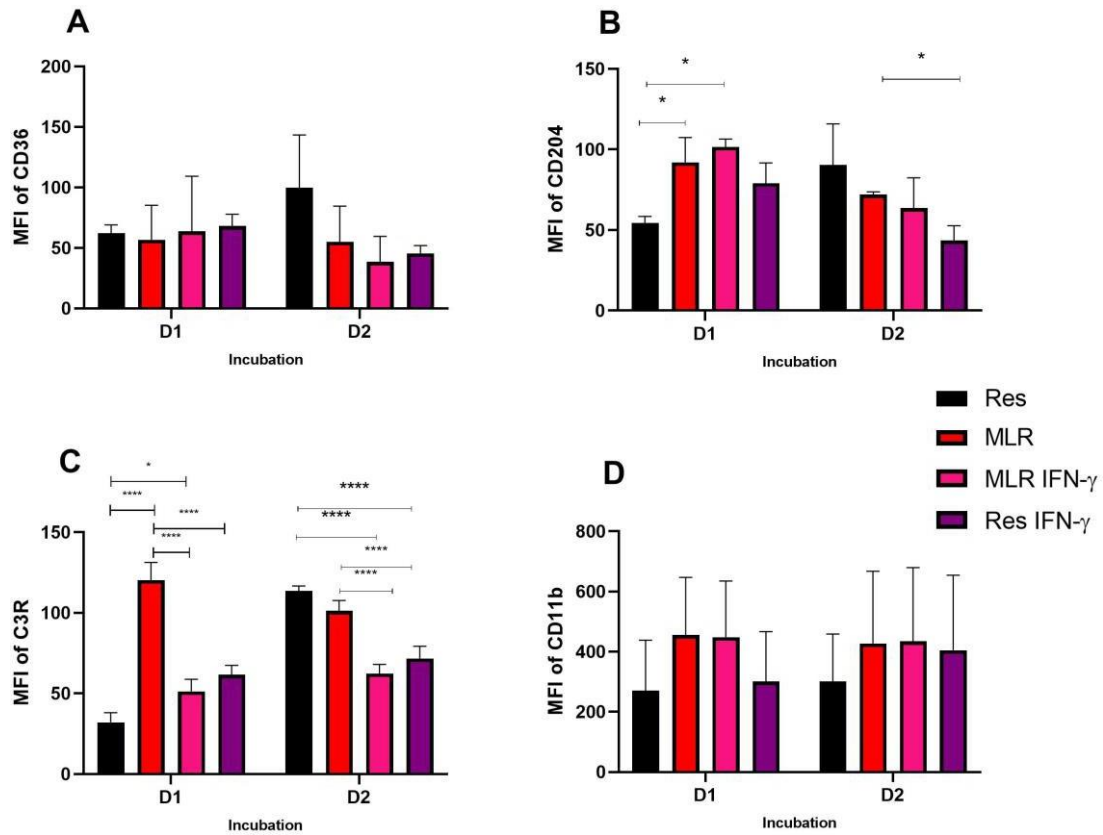 A
MFI of CD36
200
150
100
50
0
D1 D2
Incubation
B
MFI of CD204
150
100
50
0
* * *
D1 D2
Incubation
Res
MLR
MLR IFN-γ
Res IFN-γ
C
MFI of C3R
150
100
50
0
*
****
****
****
****
****
****
****
D1 D2
Incubation
D
MFI of CD11b
800
600
400
200
0
D1 D2
Incubation